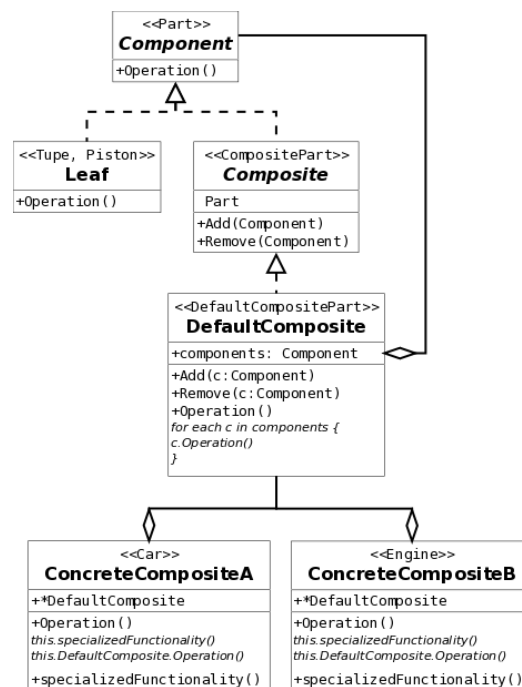 <<Part>>
Component
+Operation()
<<Tupe, Piston>>
Leaf
+Operation()
<<CompositePart>>
Composite
Part
+Add(Component)
+Remove(Component)
<<DefaultCompositePart>>
DefaultComposite
+components: Component
+Add(c:Component)
+Remove(c:Component)
+Operation()
for each c in components {
c.Operation()
}
<<Car>>
ConcreteCompositeA
+*DefaultComposite
+Operation()
this.specializedFunctionality()
this.DefaultComposite.Operation()
+specializedFunctionality()
<<Engine>>
ConcreteCompositeB
+*DefaultComposite
+Operation()
this.specializedFunctionality()
this.DefaultComposite.Operation()
+specializedFunctionality()